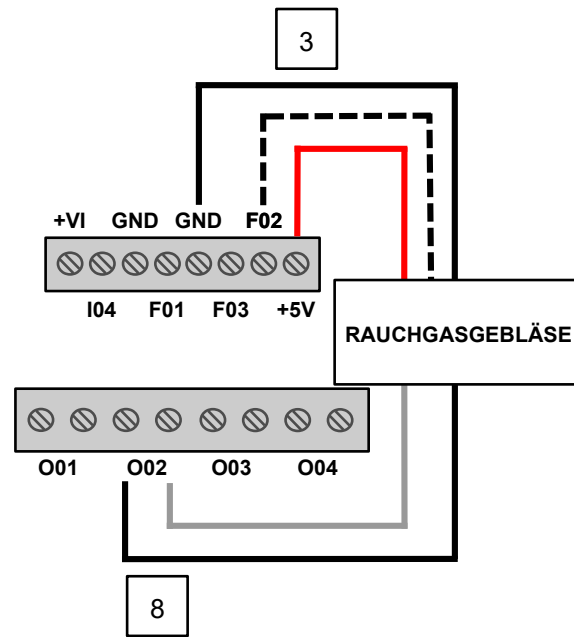 3
+VI GND GND F02
I04 F01 F03 +5V
RAUCHGASGEBLÄSE
O01 O02 O03 O04
8